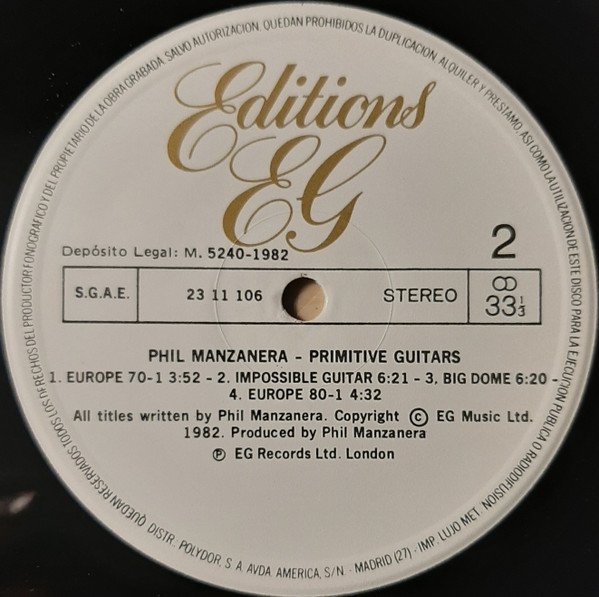 Editions
EG
2
Depósito Legal: M. 5240-1982
S.G.A.E. 23 11 106 STEREO 33⅓
PHIL MANZANERA - PRIMITIVE GUITARS
1. EUROPE 70-1 3:52 - 2. IMPOSSIBLE GUITAR 6:21 - 3. BIG DOME 6:20 -
4. EUROPE 80-1 4:32
All titles written by Phil Manzanera. Copyright © EG Music Ltd.
1982. Produced by Phil Manzanera
℗ EG Records Ltd. London
QUEDAN RESERVADOS TODOS LOS DERECHOS DEL PRODUCTOR FONOGRAFICO Y DEL PROPIETARIO DE LA OBRA GRABADA. SALVO AUTORIZACION, QUEDAN PROHIBIDOS LA DUPLICACION, ALQUILER Y PRESTAMO, ASI COMO LA UTILIZACION DE ESTE DISCO PARA LA EJECUCION PUBLICA O RADIODIFUSION
DISTR. POLYDOR, S. A. AVDA. AMERICA, S/N. - MADRID (27) - IMP. LUJO MET.